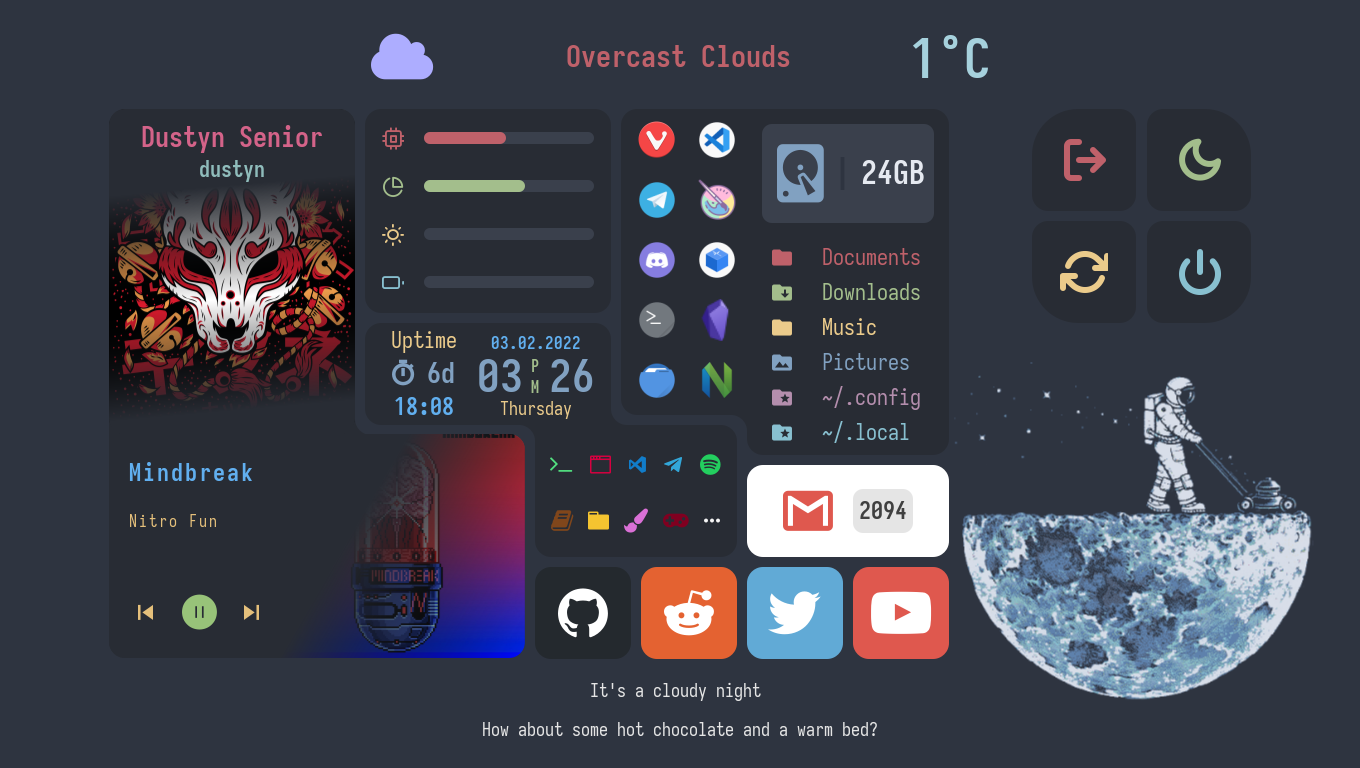 Overcast Clouds
1°C
Dustyn Senior
dustyn
24GB
Documents
Downloads
Music
Pictures
~/.config
~/.local
Uptime
6d
18:08
03.02.2022
03 PM 26
Thursday
Mindbreak
Nitro Fun
MINDBREAK
2094
It's a cloudy night
How about some hot chocolate and a warm bed?